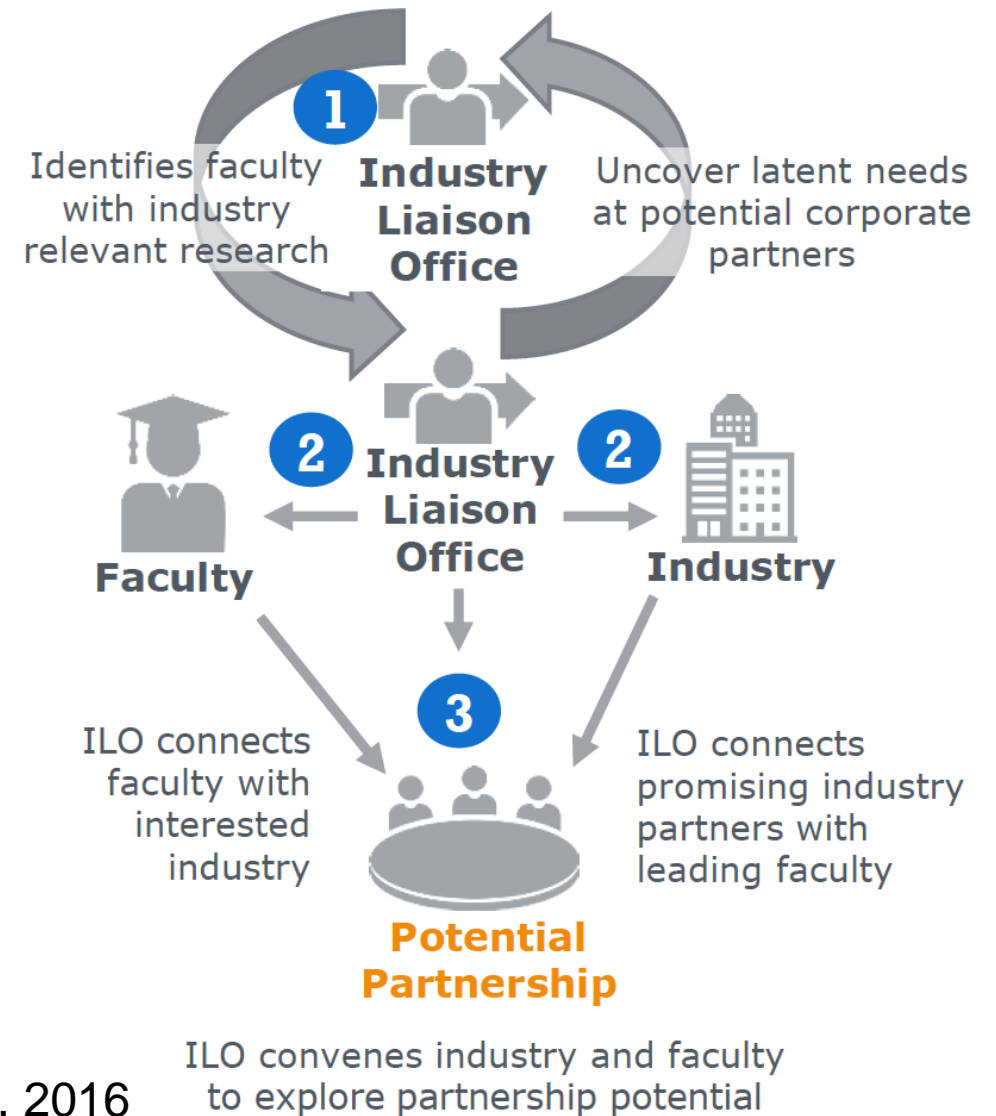 1
Identifies faculty
with industry
relevant research
Industry
Liaison
Office
Uncover latent needs
at potential corporate
partners
2
Industry
Liaison
Office
2
Faculty
Industry
3
ILO connects
faculty with
interested
industry
ILO connects
promising industry
partners with
leading faculty
Potential
Partnership
ILO convenes industry and faculty
to explore partnership potential
. 2016